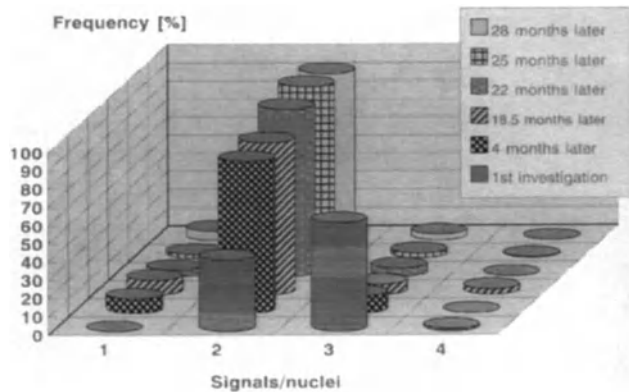 Frequency [%]
28 months later
25 months later
22 months later
18.5 months later
4 months later
1st investigation
100
90
80
70
60
50
40
30
20
10
0
1 2 3 4
Signals/nuclei